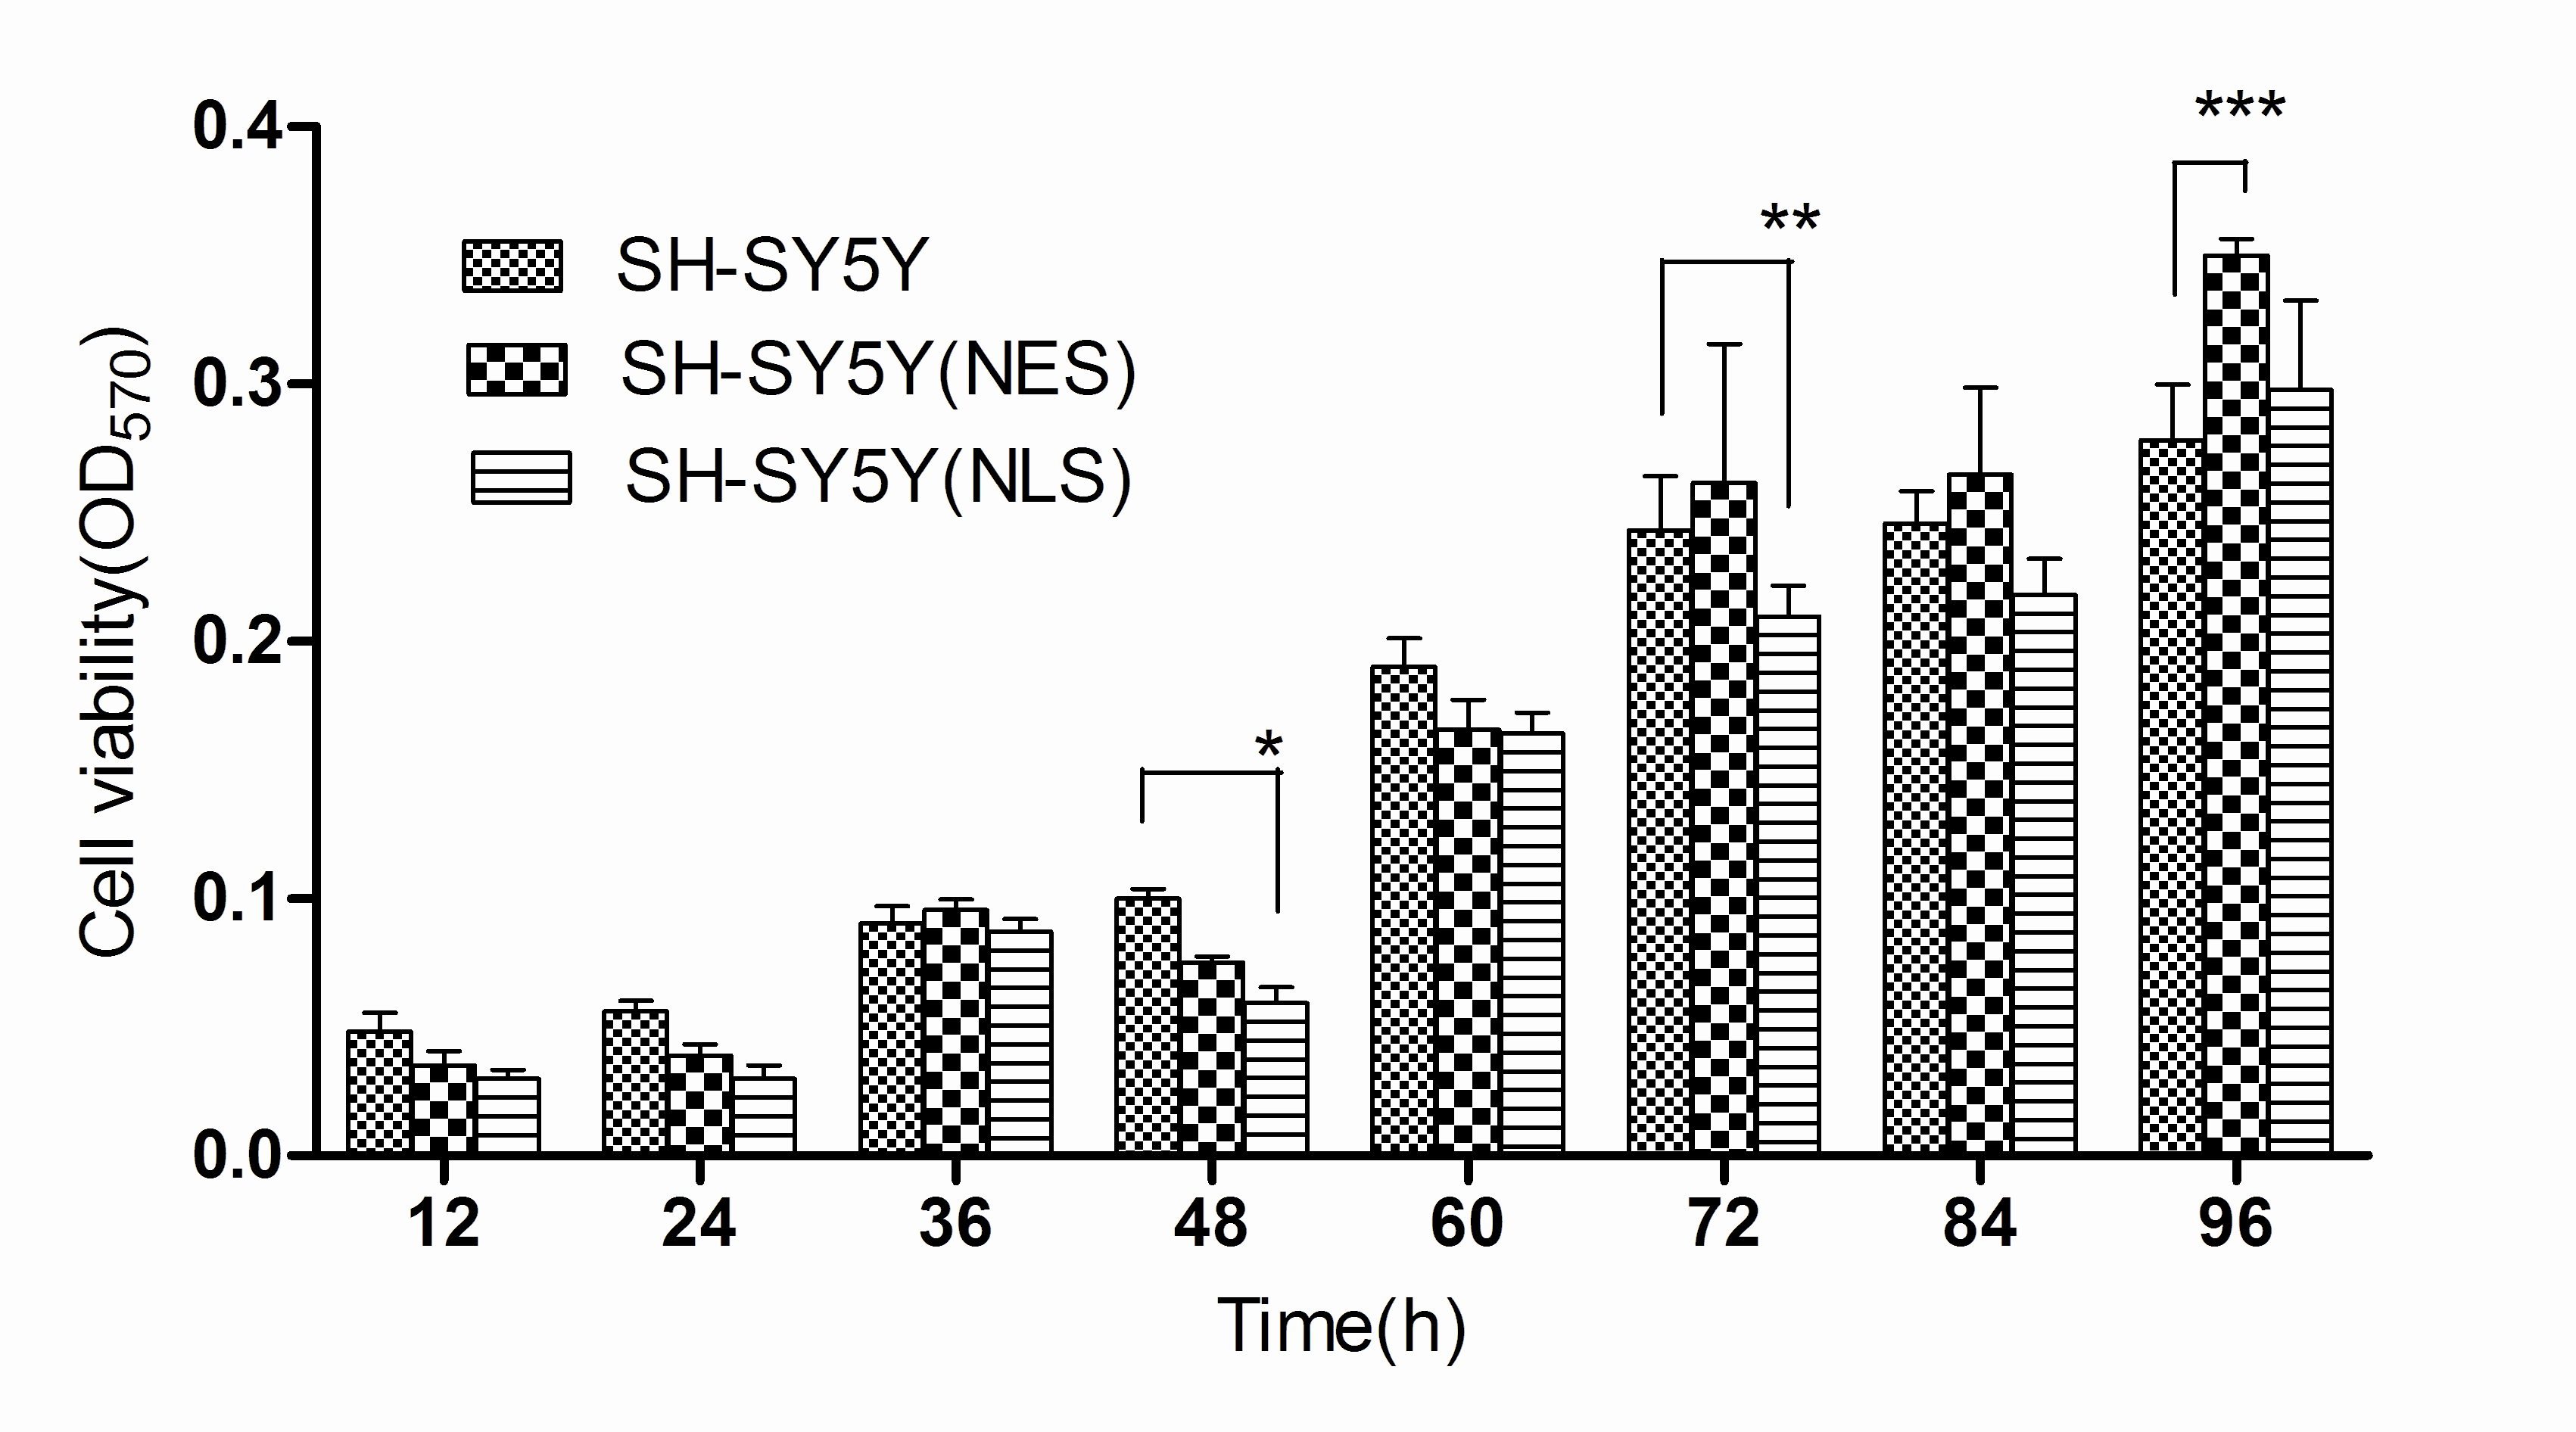 ***
0.4
**
SH-SY5Y
SH-SY5Y(NES)
0.3
SH-SY5Y(NLS)
Cell viability(OD570)
0.2
*
0.1
0.0
12 24 36 48 60 72 84 96
Time(h)